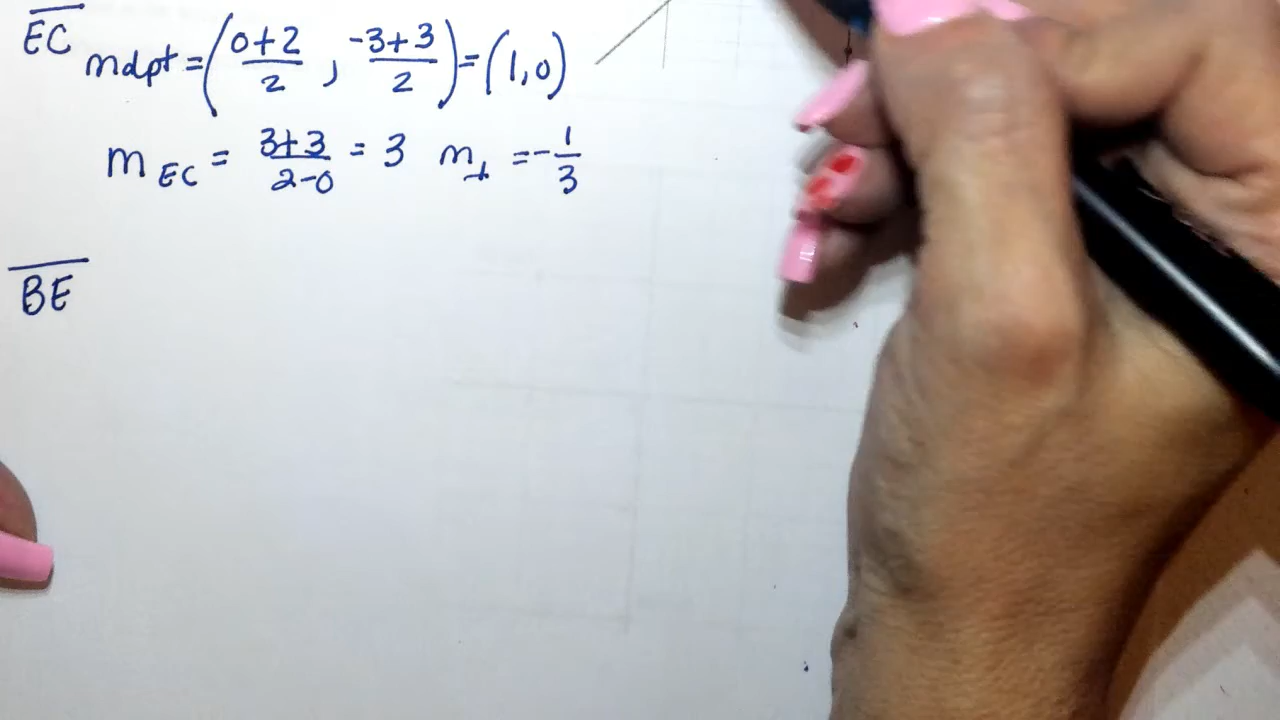 EC mdpt = (0+2/2, -3+3/2) = (1,0)
m EC = 3+3/2-0 = 3 m⊥ = -1/3
BE